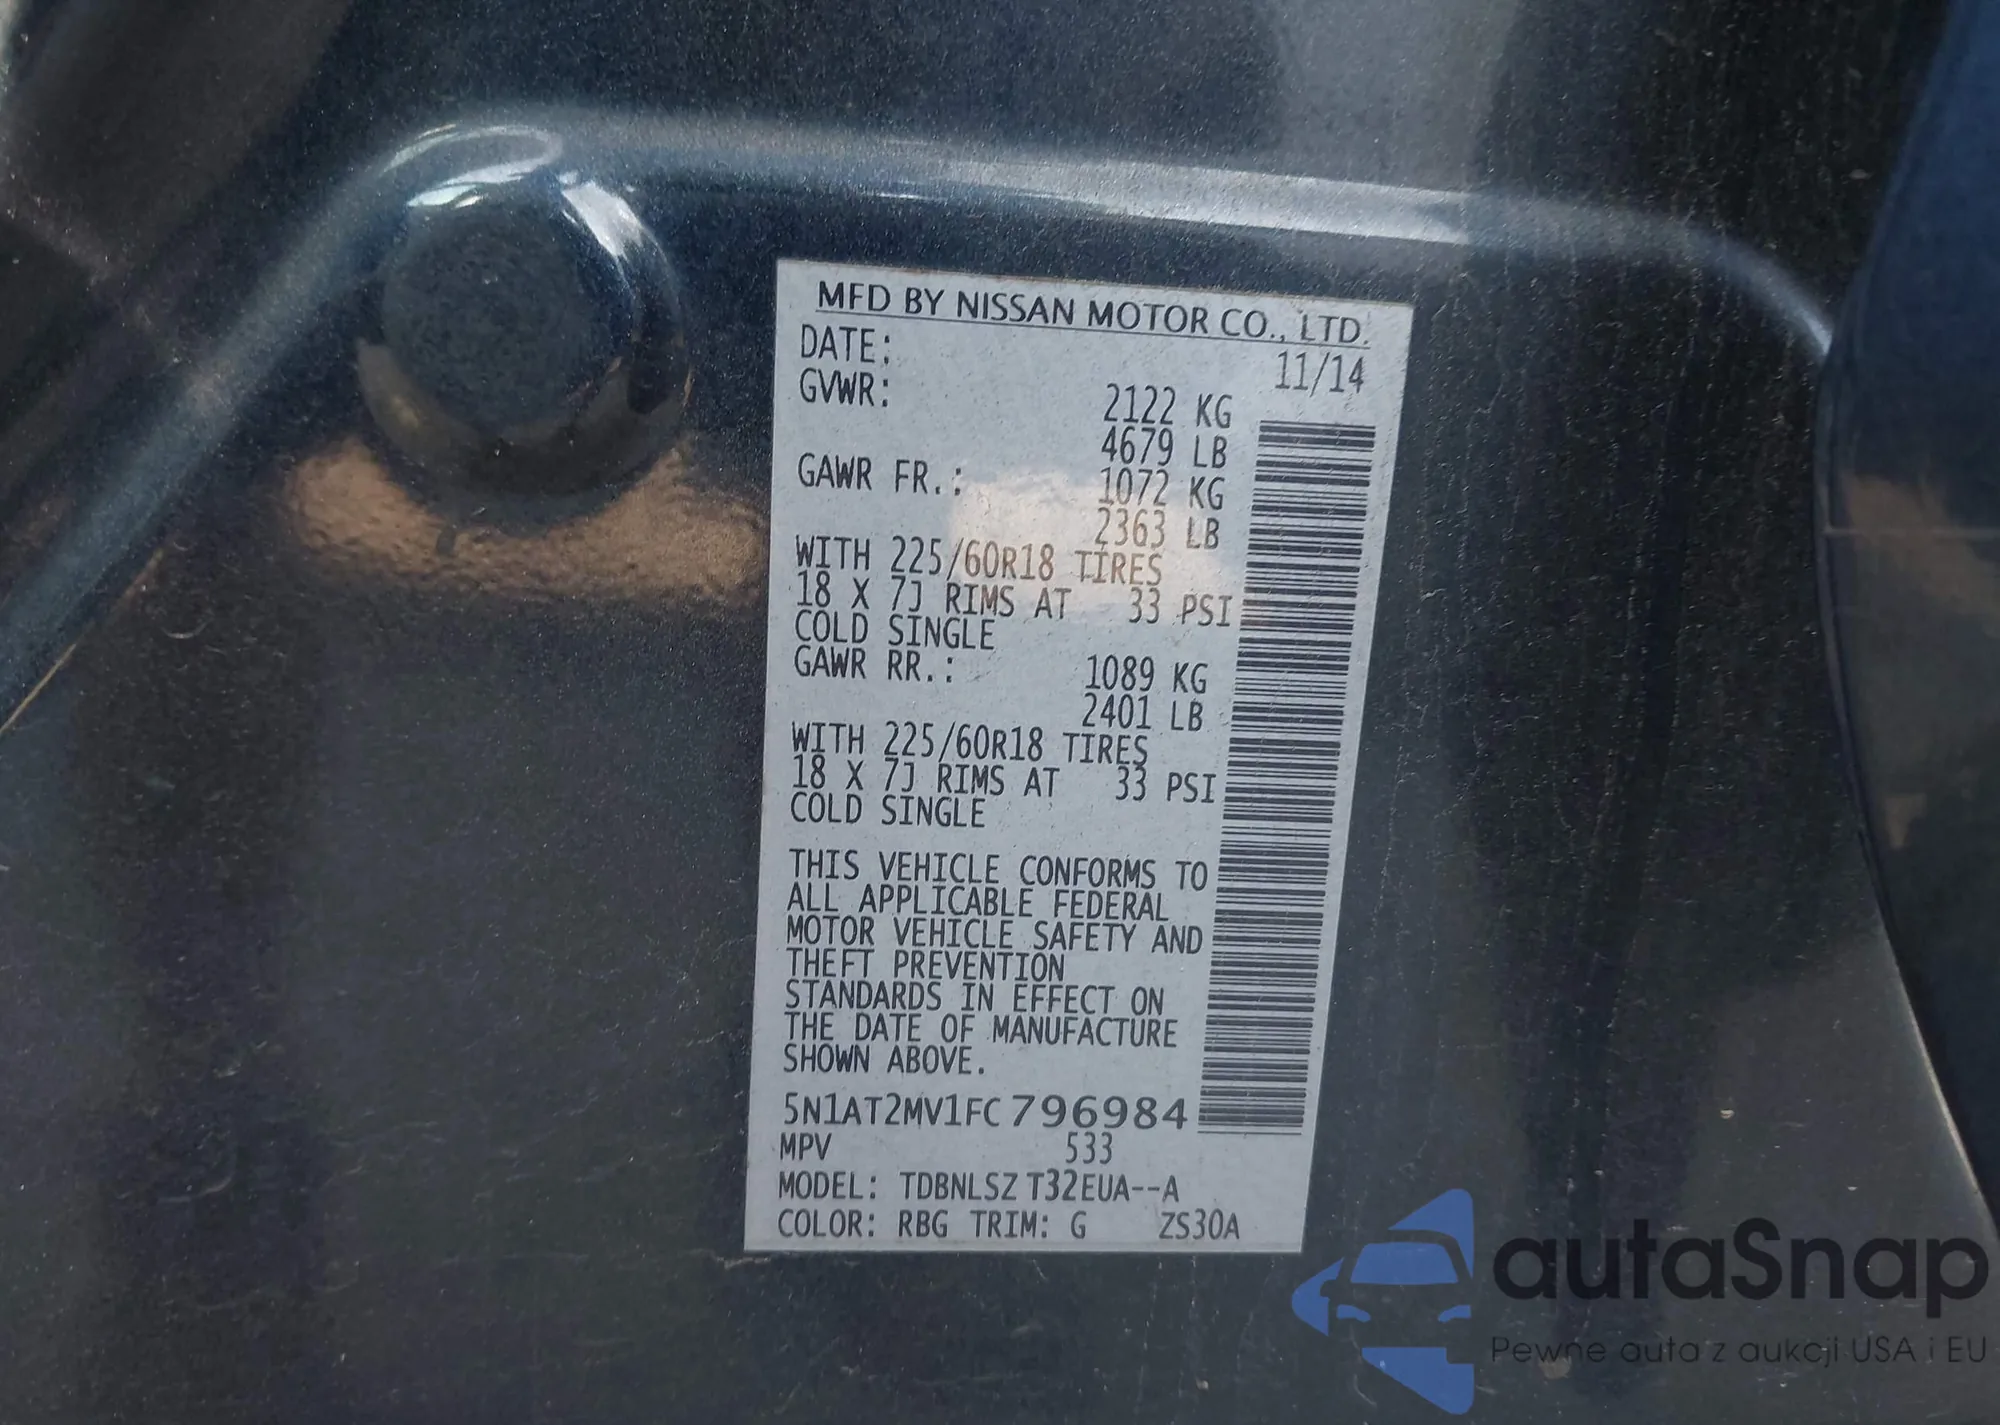 MFD BY NISSAN MOTOR CO., LTD.
DATE: 11/14
GVWR: 2122 KG
4679 LB
GAWR FR.: 1072 KG
2363 LB
WITH 225/60R18 TIRES
18 X 7J RIMS AT 33 PSI
COLD SINGLE
GAWR RR.: 1089 KG
2401 LB
WITH 225/60R18 TIRES
18 X 7J RIMS AT 33 PSI
COLD SINGLE
THIS VEHICLE CONFORMS TO
ALL APPLICABLE FEDERAL
MOTOR VEHICLE SAFETY AND
THEFT PREVENTION
STANDARDS IN EFFECT ON
THE DATE OF MANUFACTURE
SHOWN ABOVE.
5N1AT2MV1FC796984
MPV 533
MODEL: TDBNLSZ T32EUA--A
COLOR: RBG TRIM: G ZS30A
autaSnap
Pewne auta z aukcji USA i EU